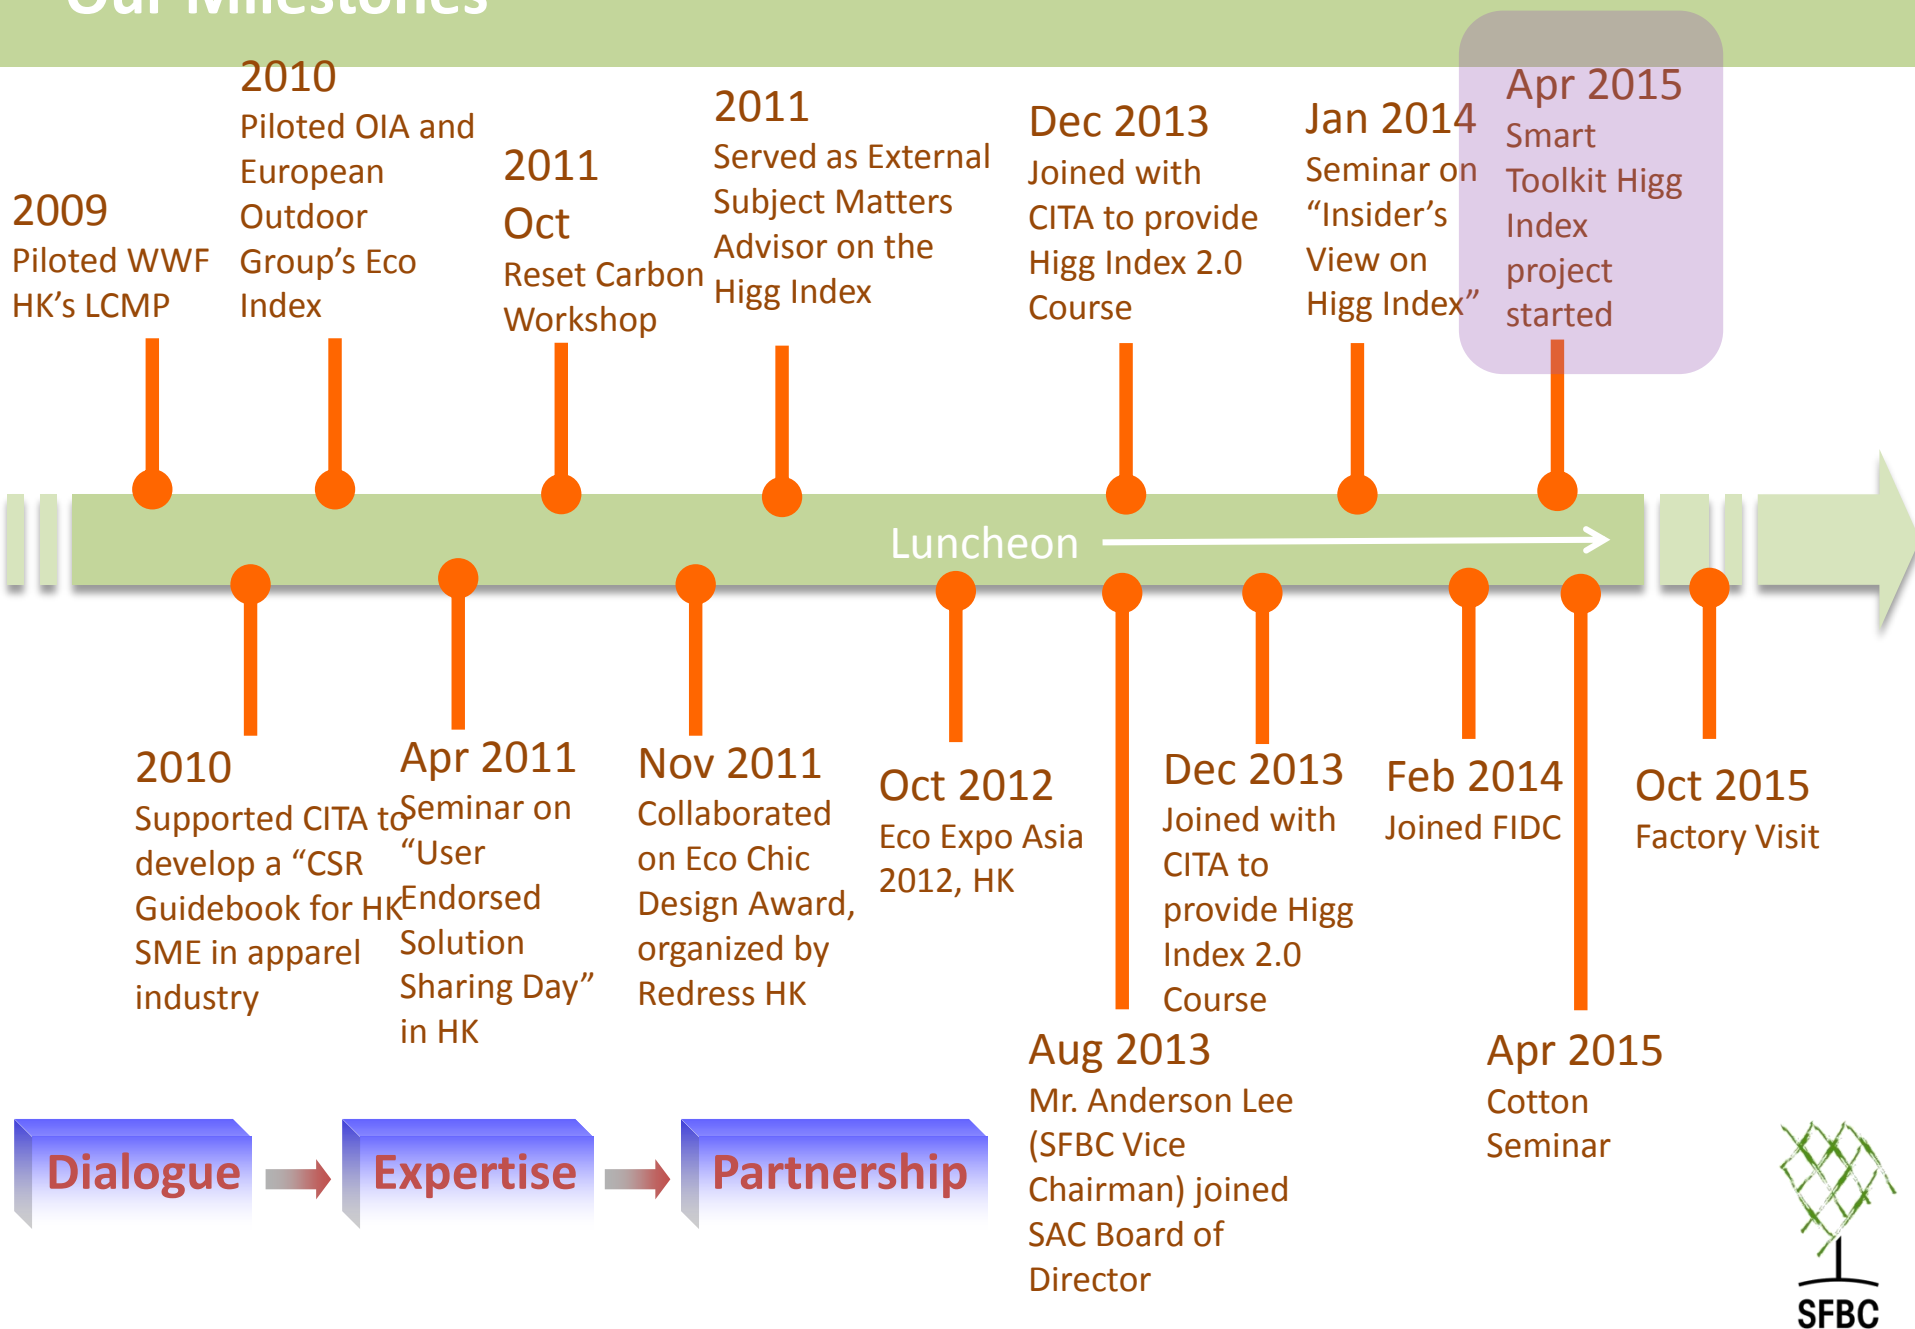 Our Milestones
2009
Piloted WWF
HK's LCMP
2010
Piloted OIA and
European
Outdoor
Group's Eco
Index
2011
Oct
Reset Carbon
Workshop
2011
Served as External
Subject Matters
Advisor on the
Higg Index
Dec 2013
Joined with
CITA to provide
Higg Index 2.0
Course
Jan 2014
Seminar on
“Insider’s
View on
Higg Index”
Apr 2015
Smart
Toolkit Higg
Index
project
started
Luncheon
2010
Supported CITA to
develop a “CSR
Guidebook for HK
SME in apparel
industry
Apr 2011
Seminar on
“User
Endorsed
Solution
Sharing Day”
in HK
Nov 2011
Collaborated
on Eco Chic
Design Award,
organized by
Redress HK
Oct 2012
Eco Expo Asia
2012, HK
Aug 2013
Mr. Anderson Lee
(SFBC Vice
Chairman) joined
SAC Board of
Director
Dec 2013
Joined with
CITA to
provide Higg
Index 2.0
Course
Feb 2014
Joined FIDC
Apr 2015
Cotton
Seminar
Oct 2015
Factory Visit
Dialogue
Expertise
Partnership
SFBC